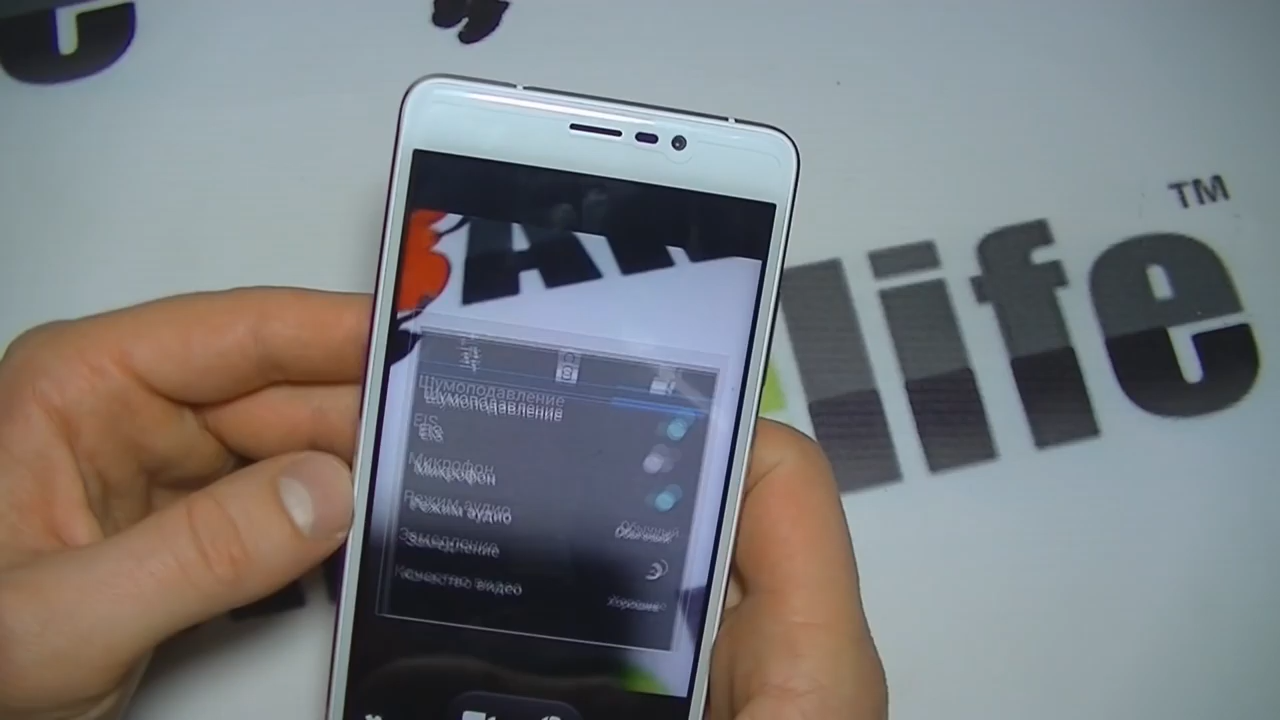 TM
life
Шумоподавление
EIS
Микрофон
Режим аудио
Обычный
Замедление
Качество видео
Хорошее